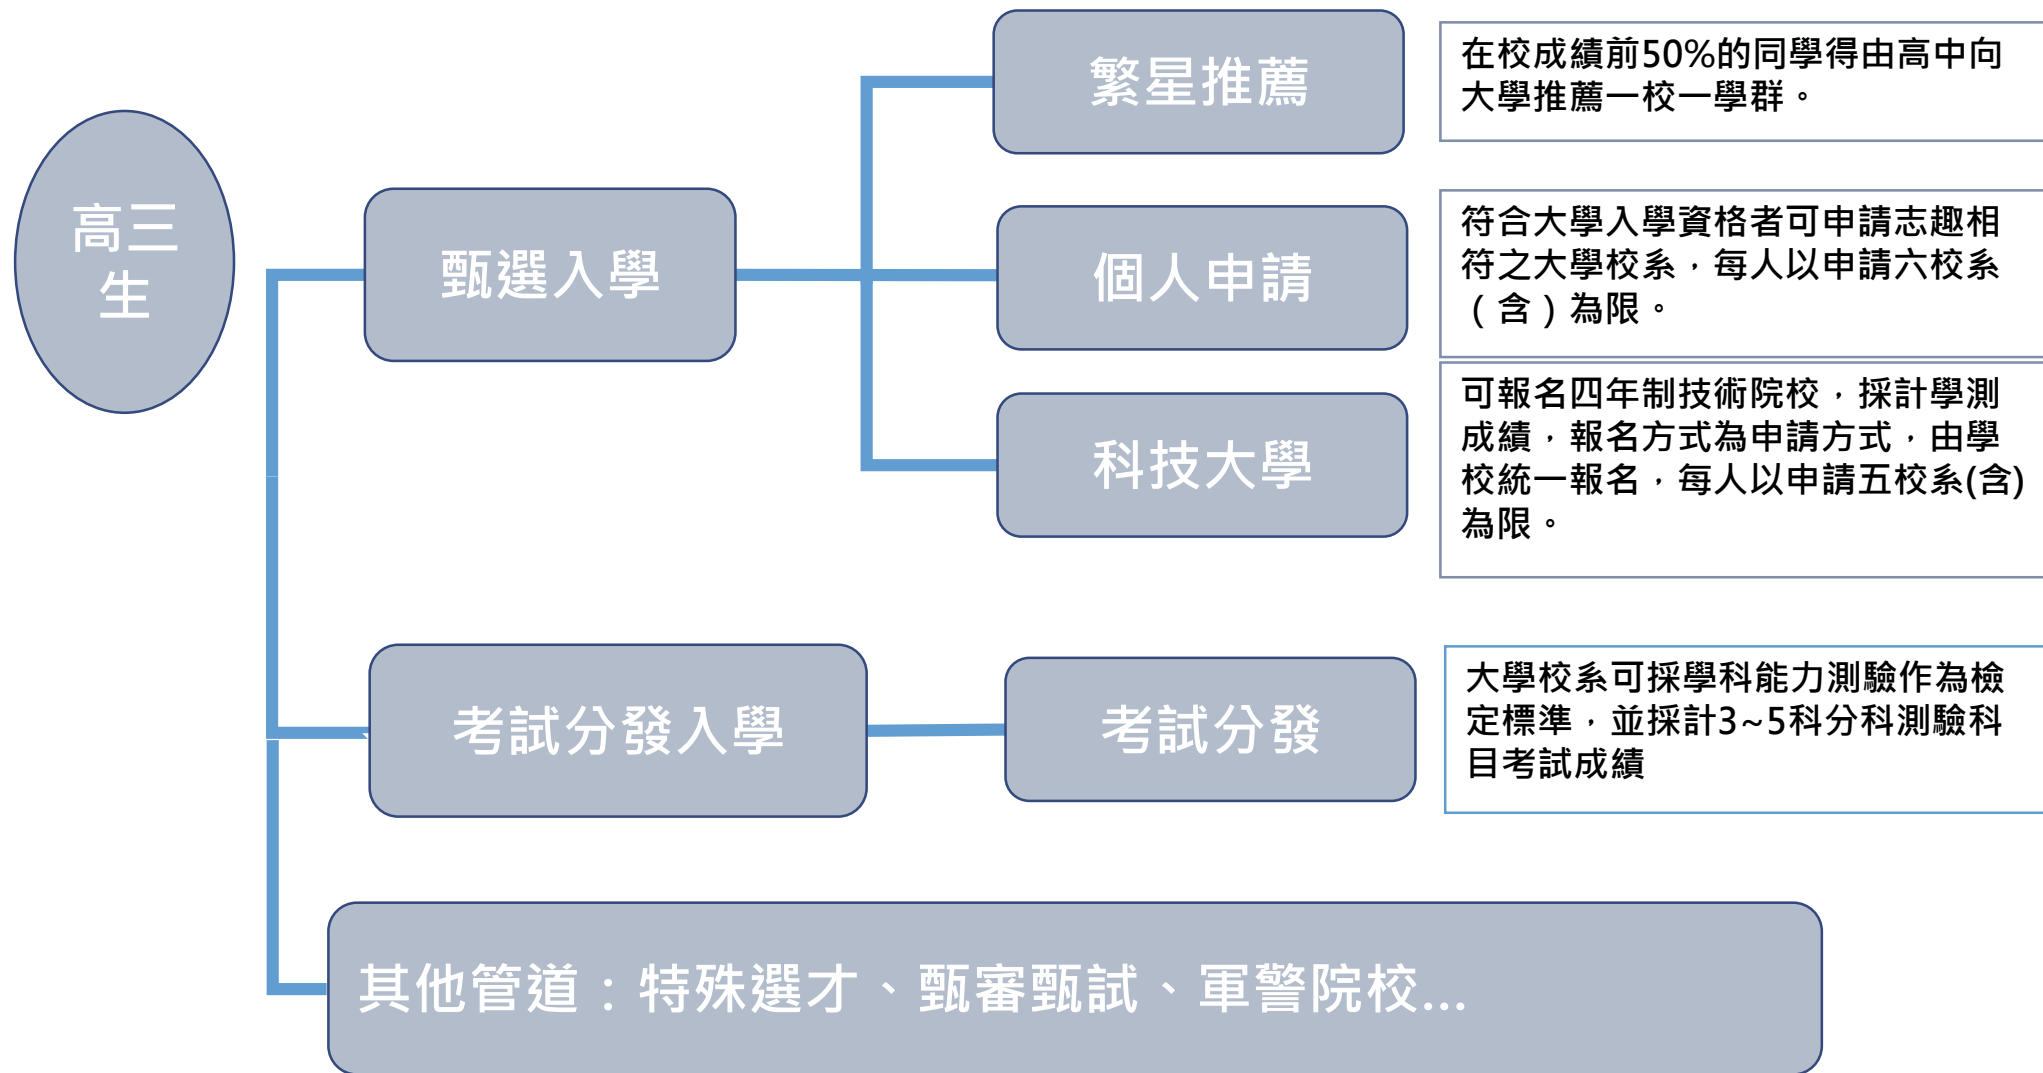 高三
生
甄選入學
繁星推薦
在校成績前50%的同學得由高中向
大學推薦一校一學群。
個人申請
符合大學入學資格者可申請志趣相
符之大學校系，每人以申請六校系
（含）為限。
科技大學
可報名四年制技術院校，採計學測
成績，報名方式為申請方式，由學
校統一報名，每人以申請五校系(含)
為限。
考試分發入學
考試分發
大學校系可採學科能力測驗作為檢
定標準，並採計3~5科分科測驗科
目考試成績
其他管道：特殊選才、甄審甄試、軍警院校...